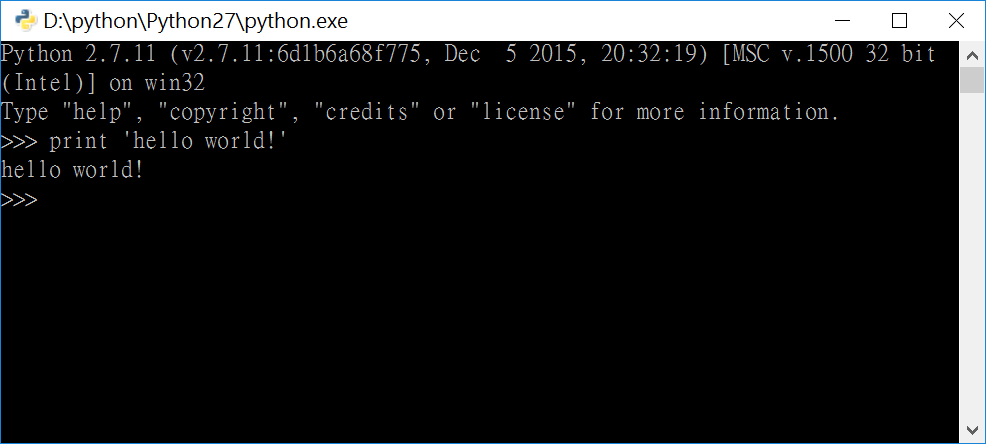 D:\python\Python27\python.exe
Python 2.7.11 (v2.7.11:6d1b6a68f775, Dec  5 2015, 20:32:19) [MSC v.1500 32 bit
(Intel)] on win32
Type "help", "copyright", "credits" or "license" for more information.
>>> print 'hello world!'
hello world!
>>>